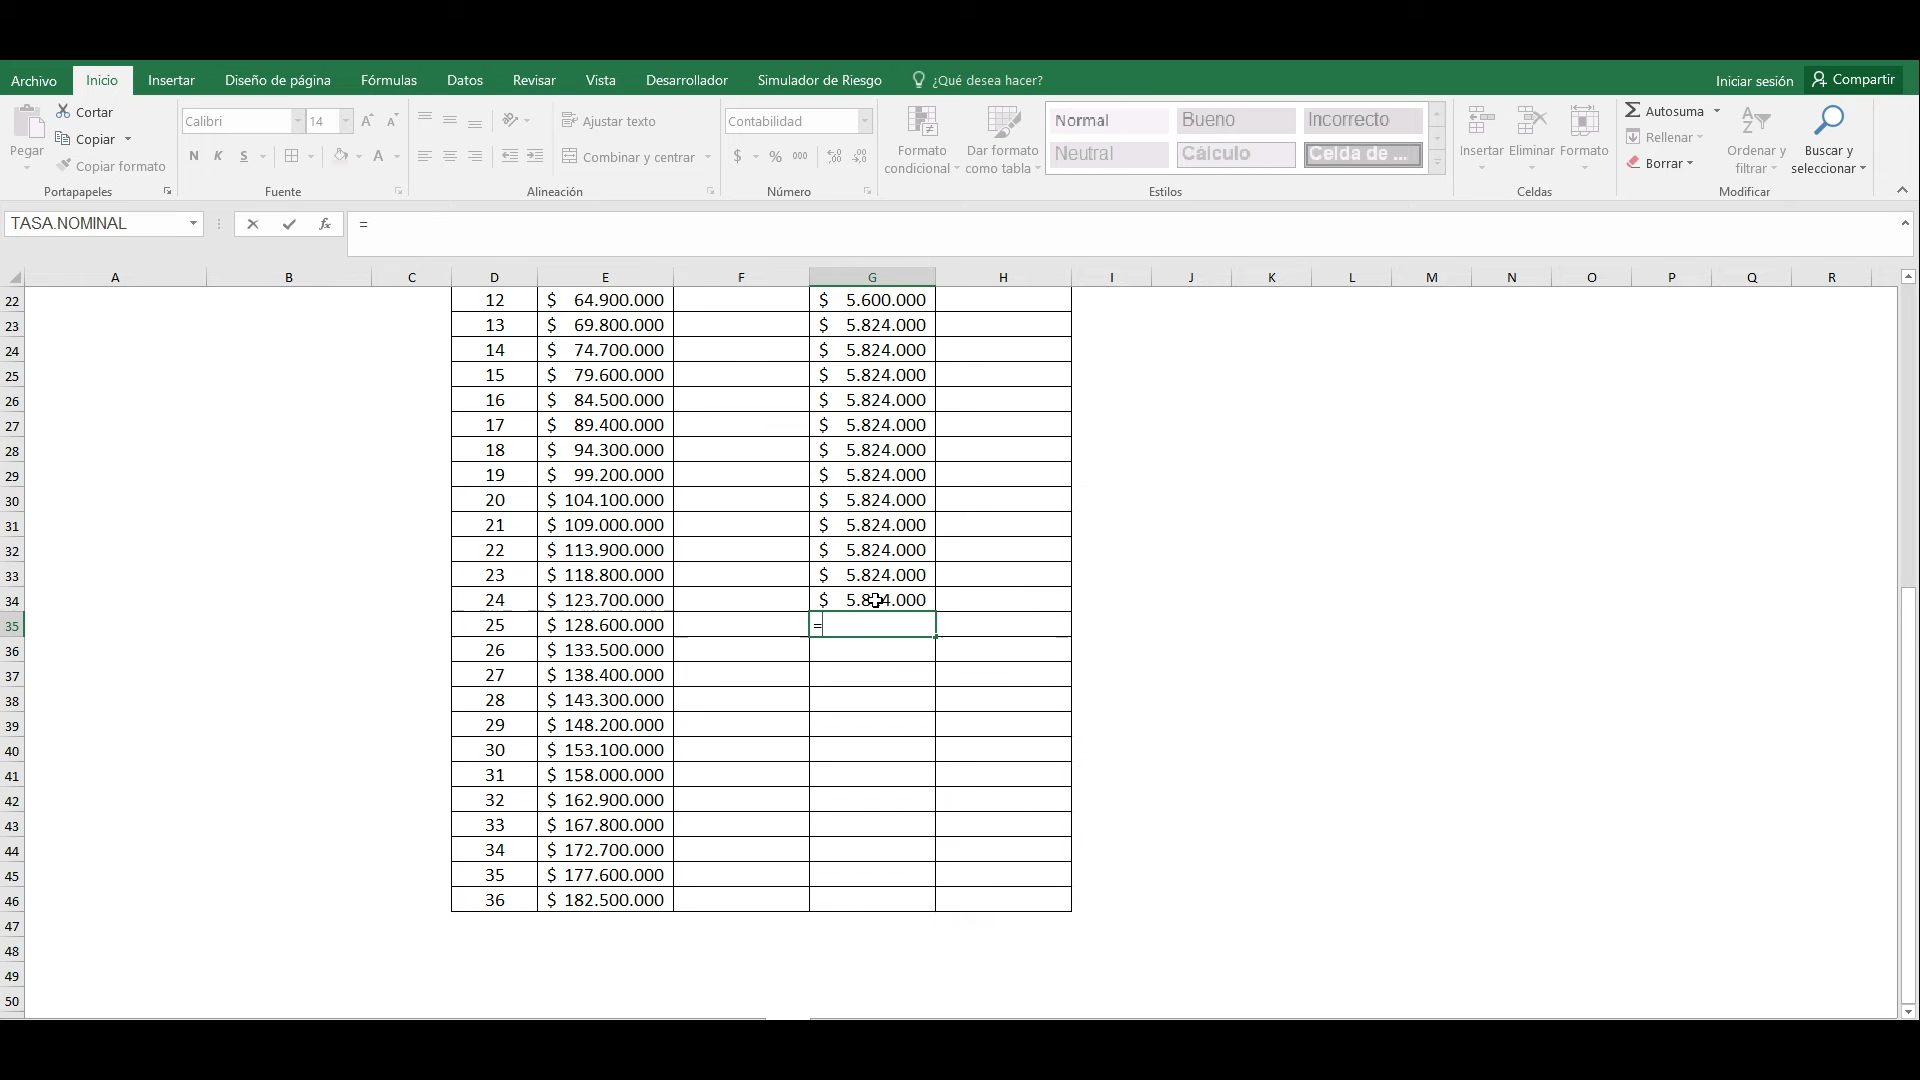 Archivo Inicio Insertar Diseño de página Fórmulas Datos Revisar Vista Desarrollador Simulador de Riesgo ¿Qué desea hacer? Iniciar sesión Compartir
Pegar Cortar
Copiar
Copiar formato
Portapapeles
Calibri 14
N K S A
Fuente
Ajustar texto
Combinar y centrar
Alineación
Contabilidad
$ % 000
Número
Formato condicional
Dar formato como tabla
Normal Bueno Incorrecto
Neutral Cálculo Celda de ...
Estilos
Insertar Eliminar Formato
Celdas
Autosuma
Rellenar
Borrar
Ordenar y filtrar
Buscar y seleccionar
Modificar
TASA.NOMINAL fx =
A B C D E F G H I J K L M N O P Q R
22 12 $ 64.900.000 $ 5.600.000
23 13 $ 69.800.000 $ 5.824.000
24 14 $ 74.700.000 $ 5.824.000
25 15 $ 79.600.000 $ 5.824.000
26 16 $ 84.500.000 $ 5.824.000
27 17 $ 89.400.000 $ 5.824.000
28 18 $ 94.300.000 $ 5.824.000
29 19 $ 99.200.000 $ 5.824.000
30 20 $ 104.100.000 $ 5.824.000
31 21 $ 109.000.000 $ 5.824.000
32 22 $ 113.900.000 $ 5.824.000
33 23 $ 118.800.000 $ 5.824.000
34 24 $ 123.700.000 $ 5.824.000
35 25 $ 128.600.000 =
36 26 $ 133.500.000
37 27 $ 138.400.000
38 28 $ 143.300.000
39 29 $ 148.200.000
40 30 $ 153.100.000
41 31 $ 158.000.000
42 32 $ 162.900.000
43 33 $ 167.800.000
44 34 $ 172.700.000
45 35 $ 177.600.000
46 36 $ 182.500.000
47
48
49
50